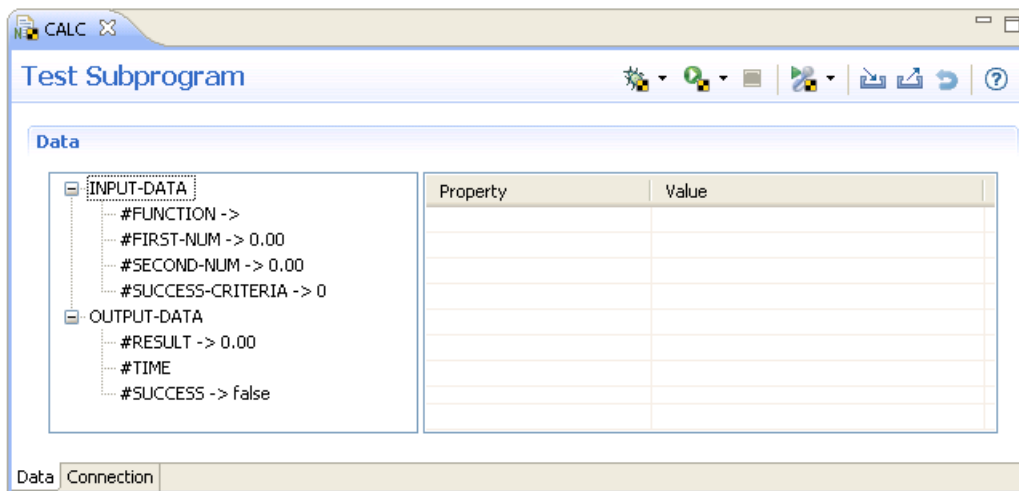 CALC
Test Subprogram
Data
INPUT-DATA
#FUNCTION ->
#FIRST-NUM -> 0.00
#SECOND-NUM -> 0.00
#SUCCESS-CRITERIA -> 0
OUTPUT-DATA
#RESULT -> 0.00
#TIME
#SUCCESS -> false
Property Value
Data Connection